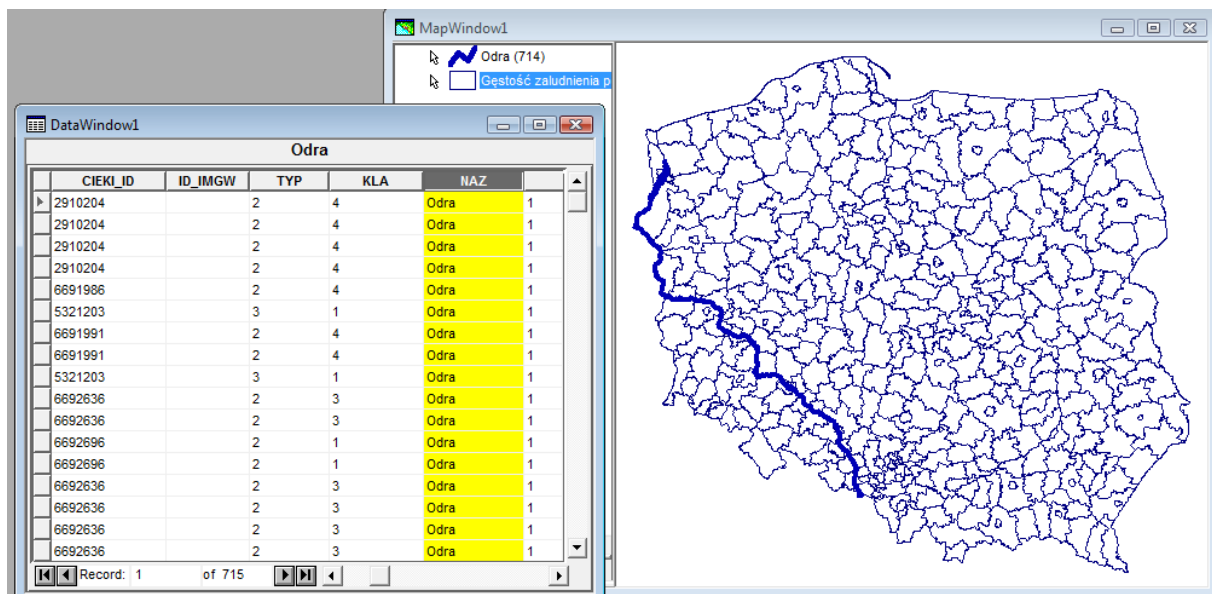 MapWindow1
Odra (714)
Gęstość zaludnienia p
DataWindow1
Odra
CIEKI_ID ID_IMGW TYP KLA NAZ
2910204 2 4 Odra 1
2910204 2 4 Odra 1
2910204 2 4 Odra 1
2910204 2 4 Odra 1
6691986 2 4 Odra 1
5321203 3 1 Odra 1
6691991 2 4 Odra 1
6691991 2 4 Odra 1
5321203 3 1 Odra 1
6692636 2 3 Odra 1
6692636 2 3 Odra 1
6692696 2 1 Odra 1
6692696 2 1 Odra 1
6692636 2 3 Odra 1
6692636 2 3 Odra 1
6692636 2 3 Odra 1
6692636 2 3 Odra 1
Record: 1 of 715